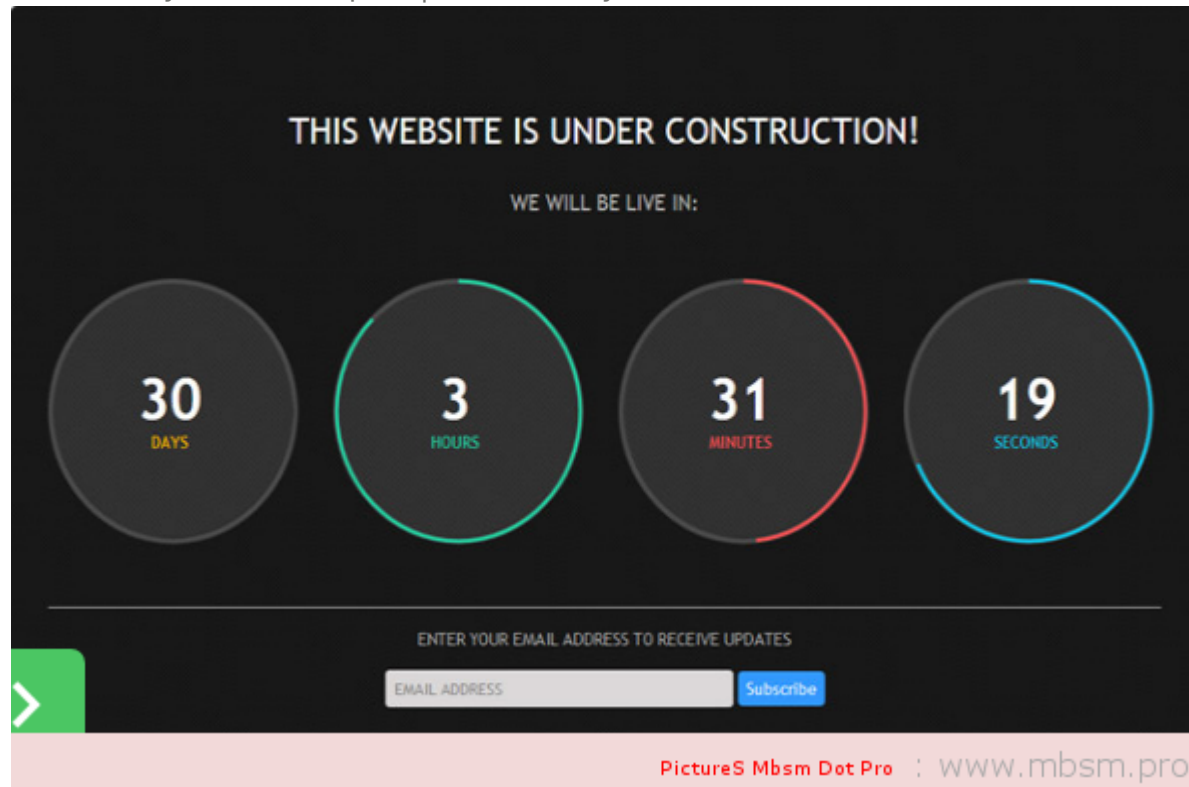 THIS WEBSITE IS UNDER CONSTRUCTION!
WE WILL BE LIVE IN:
30 3 31 19
DAYS HOURS MINUTES SECONDS
ENTER YOUR EMAIL ADDRESS TO RECEIVE UPDATES
EMAIL ADDRESS Subscribe
PictureS Mbsm Dot Pro : www.mbsm.pro